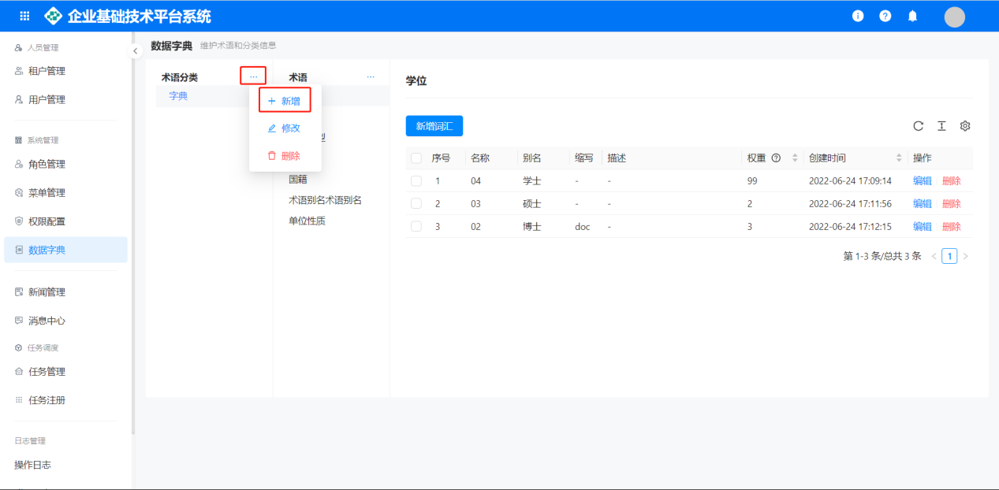 企业基础技术平台系统
人员管理
租户管理
用户管理
系统管理
角色管理
菜单管理
权限配置
数据字典
新闻管理
消息中心
任务调度
任务管理
任务注册
日志管理
操作日志
数据字典 维护术语和分类信息
术语分类 ...
字典
+ 新增
修改
删除
术语 ...
型
国籍
术语别名术语别名
单位性质
学位
新增词汇
序号 名称 别名 缩写 描述 权重 创建时间 操作
1 04 学士 - - 99 2022-06-24 17:09:14 编辑 删除
2 03 硕士 - - 2 2022-06-24 17:11:56 编辑 删除
3 02 博士 doc - 3 2022-06-24 17:12:15 编辑 删除
第 1-3 条/总共 3 条 < 1 >